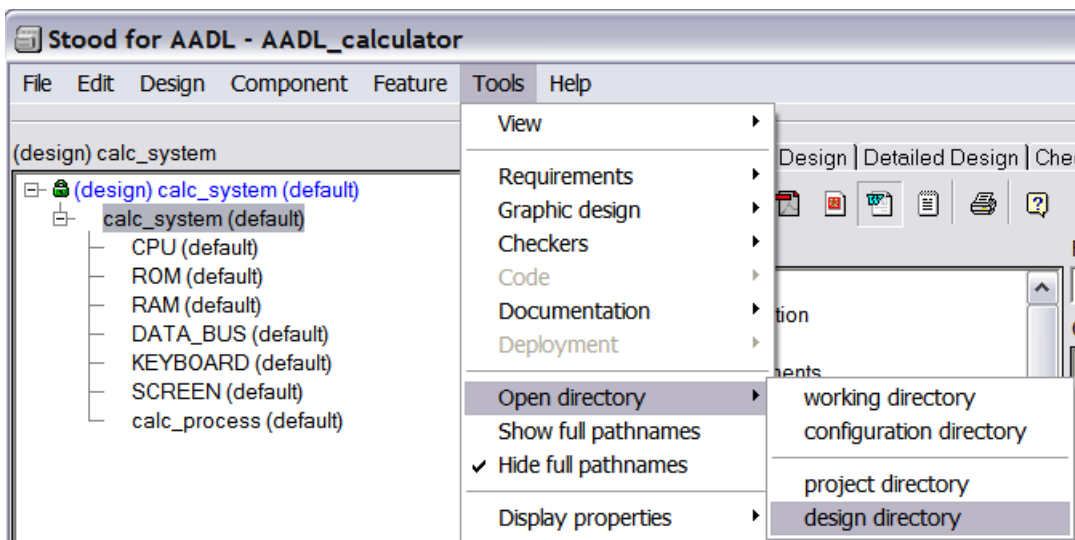 Stood for AADL - AADL_calculator
File Edit Design Component Feature Tools Help
(design) calc_system
(design) calc_system (default)
calc_system (default)
CPU (default)
ROM (default)
RAM (default)
DATA_BUS (default)
KEYBOARD (default)
SCREEN (default)
calc_process (default)
View
Requirements
Graphic design
Checkers
Code
Documentation
Deployment
Open directory
Show full pathnames
Hide full pathnames
Display properties
working directory
configuration directory
project directory
design directory
Design Detailed Design Che
tion
ments